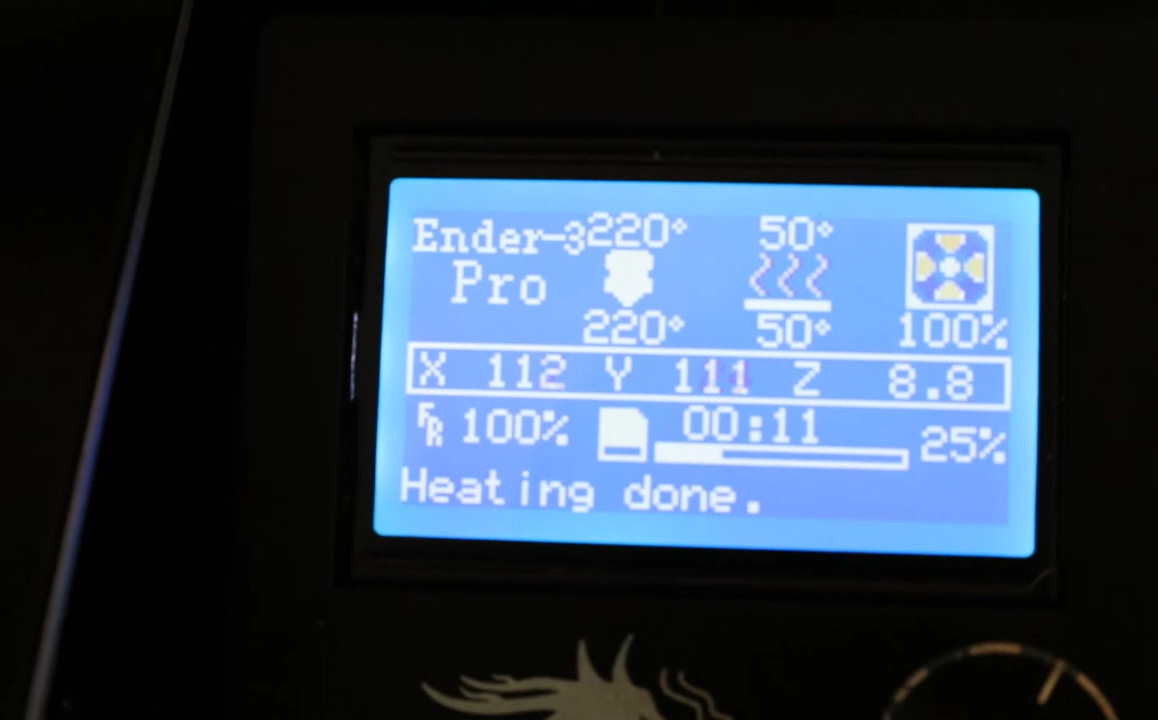 Ender-3 220° 50°
Pro
220° 50° 100%
X 112 Y 111 Z 8.8
FR 100% 00:11 25%
Heating done.